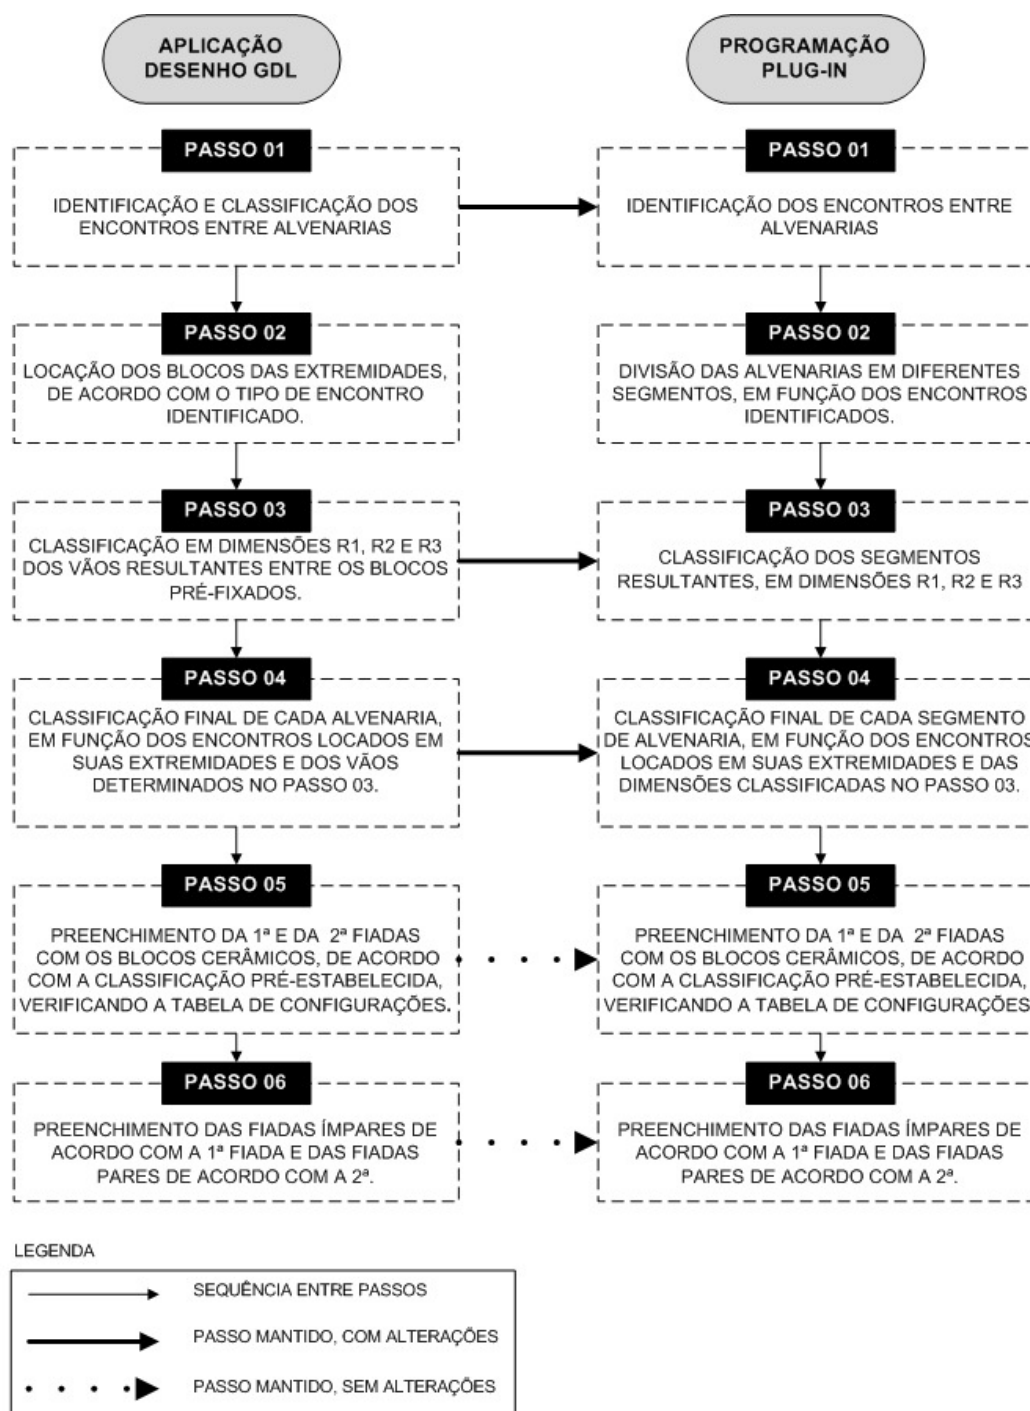 APLICAÇÃO
DESENHO GDL
PASSO 01
IDENTIFICAÇÃO E CLASSIFICAÇÃO DOS
ENCONTROS ENTRE ALVENARIAS
PASSO 02
LOCAÇÃO DOS BLOCOS DAS EXTREMIDADES,
DE ACORDO COM O TIPO DE ENCONTRO
IDENTIFICADO.
PASSO 03
CLASSIFICAÇÃO EM DIMENSÕES R1, R2 E R3
DOS VÃOS RESULTANTES ENTRE OS BLOCOS
PRÉ-FIXADOS.
PASSO 04
CLASSIFICAÇÃO FINAL DE CADA ALVENARIA,
EM FUNÇÃO DOS ENCONTROS LOCADOS EM
SUAS EXTREMIDADES E DOS VÃOS
DETERMINADOS NO PASSO 03.
PASSO 05
PREENCHIMENTO DA 1ª E DA 2ª FIADAS
COM OS BLOCOS CERÂMICOS, DE ACORDO
COM A CLASSIFICAÇÃO PRÉ-ESTABELECIDA,
VERIFICANDO A TABELA DE CONFIGURAÇÕES.
PASSO 06
PREENCHIMENTO DAS FIADAS ÍMPARES DE
ACORDO COM A 1ª FIADA E DAS FIADAS
PARES DE ACORDO COM A 2ª.
PROGRAMAÇÃO
PLUG-IN
PASSO 01
IDENTIFICAÇÃO DOS ENCONTROS ENTRE
ALVENARIAS
PASSO 02
DIVISÃO DAS ALVENARIAS EM DIFERENTES
SEGMENTOS, EM FUNÇÃO DOS ENCONTROS
IDENTIFICADOS.
PASSO 03
CLASSIFICAÇÃO DOS SEGMENTOS
RESULTANTES, EM DIMENSÕES R1, R2 E R3
PASSO 04
CLASSIFICAÇÃO FINAL DE CADA SEGMENTO
DE ALVENARIA, EM FUNÇÃO DOS ENCONTROS
LOCADOS EM SUAS EXTREMIDADES E DAS
DIMENSÕES CLASSIFICADAS NO PASSO 03.
PASSO 05
PREENCHIMENTO DA 1ª E DA 2ª FIADAS
COM OS BLOCOS CERÂMICOS, DE ACORDO
COM A CLASSIFICAÇÃO PRÉ-ESTABELECIDA,
VERIFICANDO A TABELA DE CONFIGURAÇÕES
PASSO 06
PREENCHIMENTO DAS FIADAS ÍMPARES DE
ACORDO COM A 1ª FIADA E DAS FIADAS
PARES DE ACORDO COM A 2ª.
LEGENDA
SEQUÊNCIA ENTRE PASSOS
PASSO MANTIDO, COM ALTERAÇÕES
PASSO MANTIDO, SEM ALTERAÇÕES